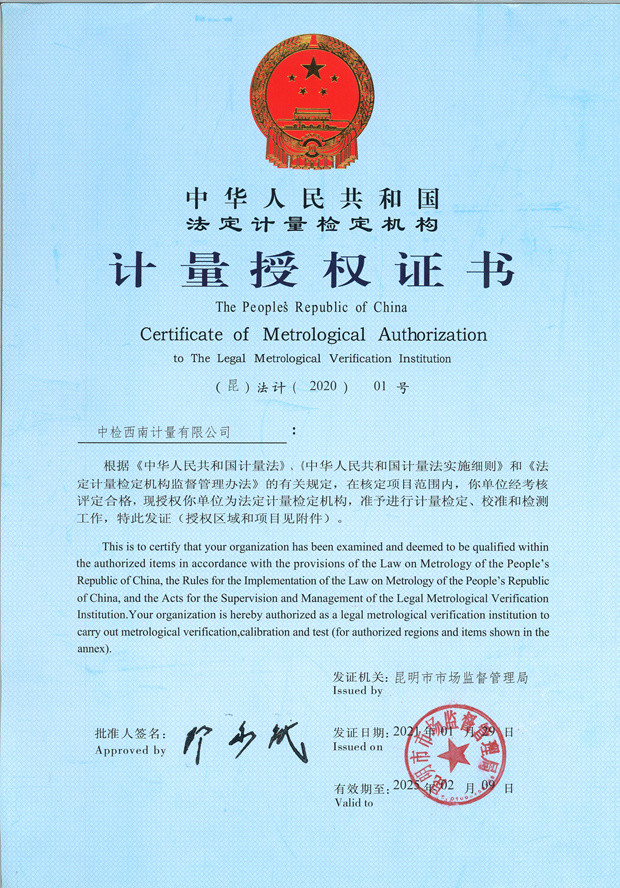 中华人民共和国
法定计量检定机构
计量授权证书
The People's Republic of China
Certificate of Metrological Authorization
to The Legal Metrological Verification Institution
（昆）法计（2020） 01 号
中检西南计量有限公司：
根据《中华人民共和国计量法》、《中华人民共和国计量法实施细则》和《法
定计量检定机构监督管理办法》的有关规定，在核定项目范围内，你单位经考核
评定合格，现授权你单位为法定计量检定机构，准予进行计量检定、校准和检测
工作，特此发证（授权区域和项目见附件）。
This is to certify that your organization has been examined and deemed to be qualified within
the authorized items in accordance with the provisions of the Law on Metrology of the People’s
Republic of China, the Rules for the Implementation of the Law on Metrology of the People’s Republic
of China, and the Acts for the Supervision and Management of the Legal Metrological Verification
Institution.Your organization is hereby authorized as a legal metrological verification institution to
carry out metrological verification,calibration and test (for authorized regions and items shown in the
annex).
发证机关：昆明市市场监督管理局
Issued by
批准人签名：
Approved by
发证日期：2021 年 01 月 29 日
Issued on
昆明市市场监督管理局
有效期至：2025 年 02 月 09 日
Valid to